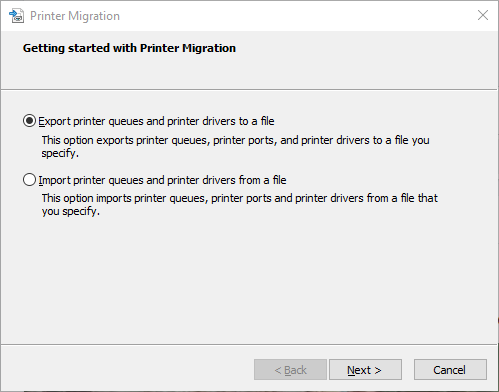 Printer Migration
Getting started with Printer Migration
Export printer queues and printer drivers to a file
This option exports printer queues, printer ports, and printer drivers to a file you
specify.
Import printer queues and printer drivers from a file
This option imports printer queues, printer ports and printer drivers from a file that
you specify.
< Back Next > Cancel